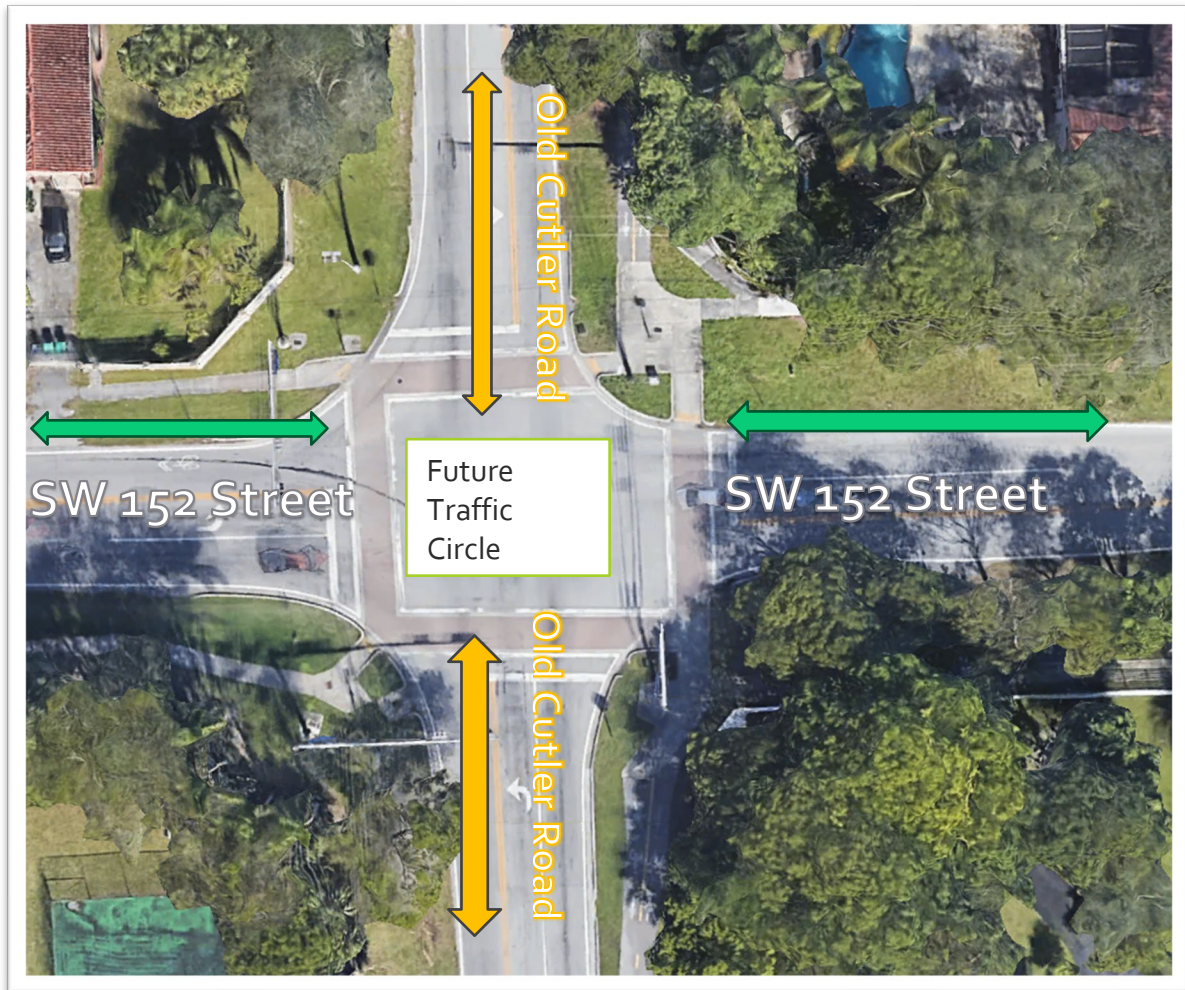 Old Cutler Road
SW 152 Street
Future
Traffic
Circle
SW 152 Street
Old Cutler Road